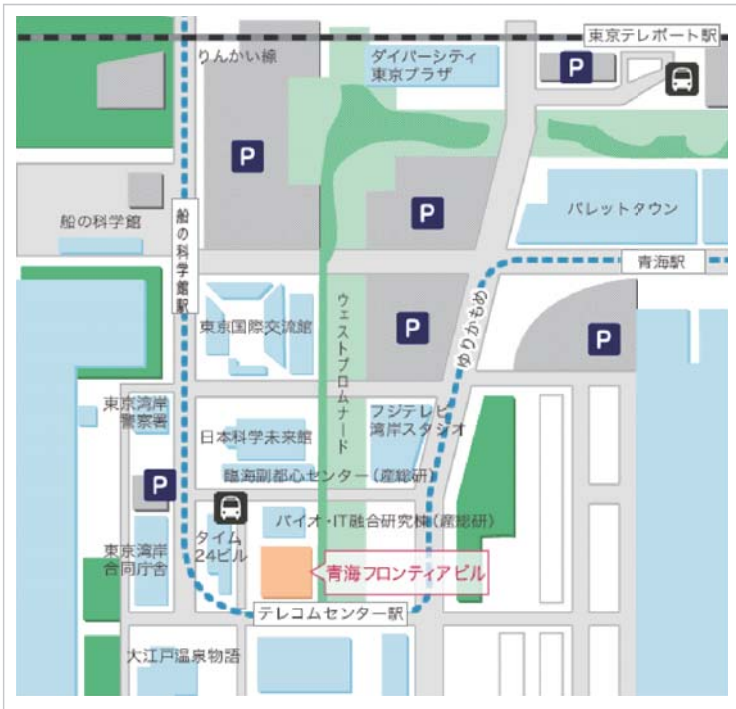 東京テレポート駅
りんかい線
ダイバーシティ
東京プラザ
P
P
P
船の科学館
船の科学館駅
パレットタウン
青海駅
東京国際交流館
ウェストプロムナード
P
ゆりかもめ
P
東京湾岸
警察署
日本科学未来館
フジテレビ
湾岸スタジオ
臨海副都心センター(産総研)
P
バイオ・IT融合研究棟(産総研)
東京湾岸
合同庁舎
タイム
24ビル
青海フロンティアビル
テレコムセンター駅
大江戸温泉物語